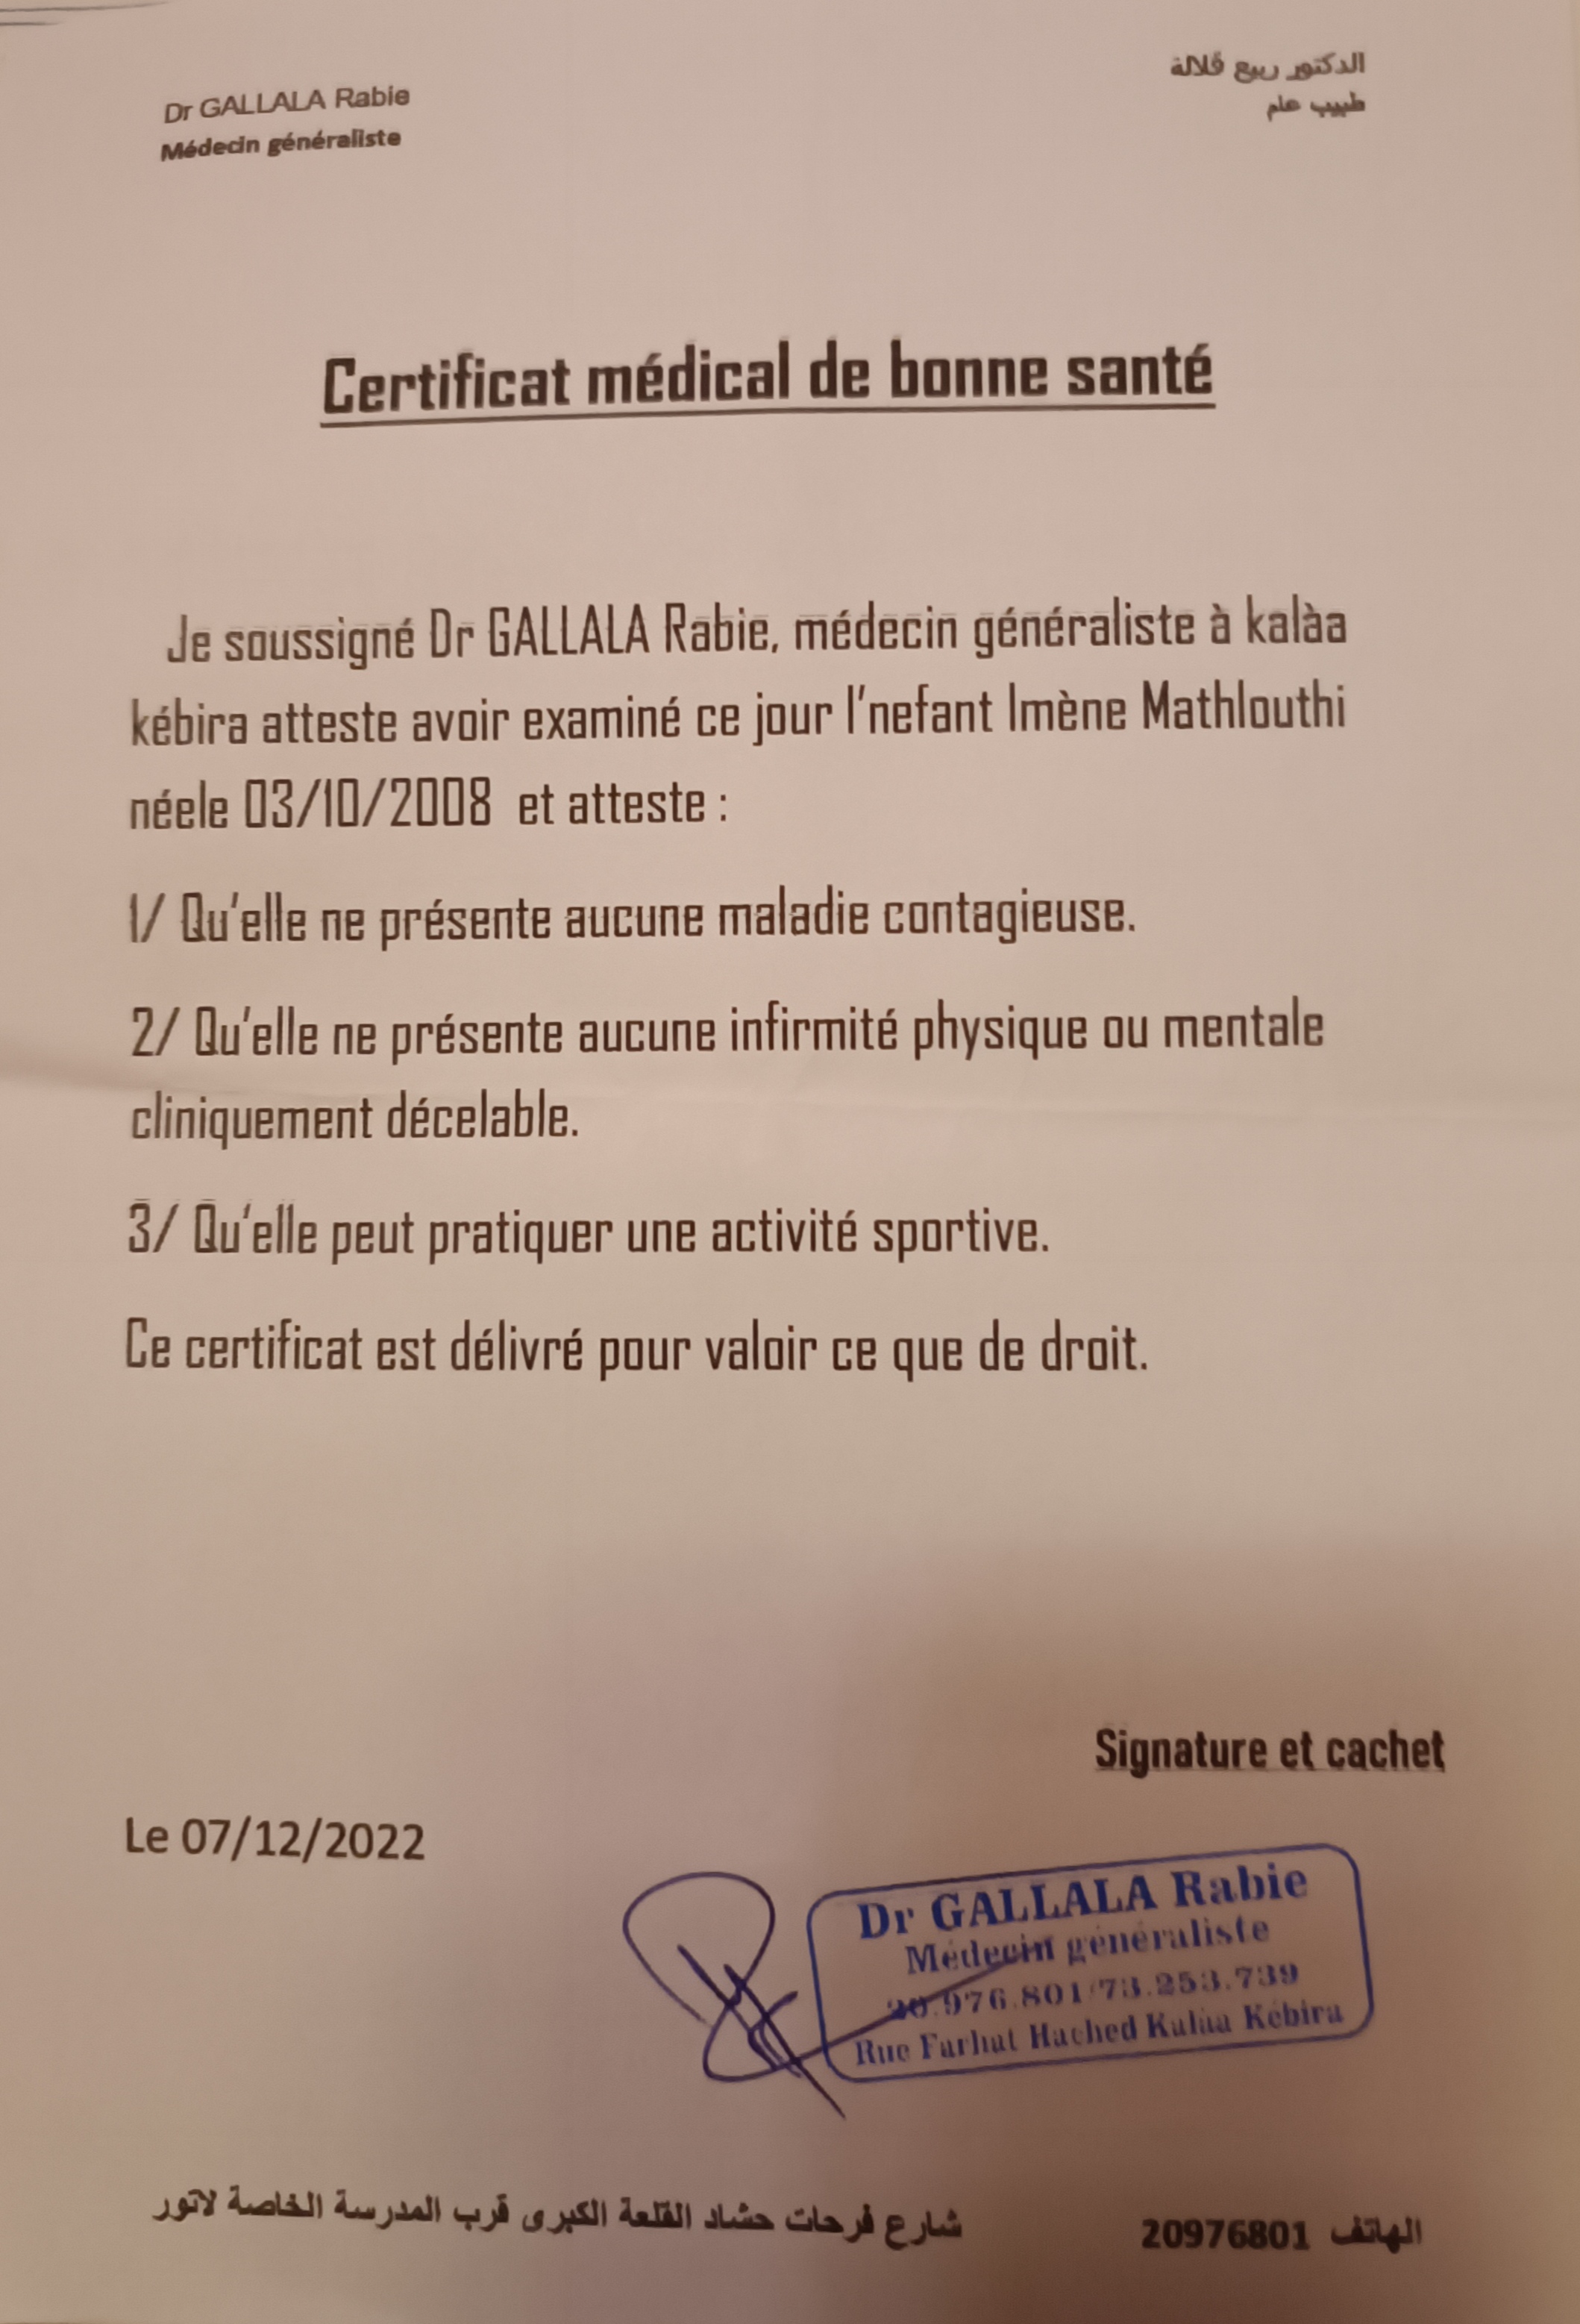 Dr GALLALA Rabie
Médecin généraliste
الدكتور ربيع ڨلالة
طبيب عام
Certificat médical de bonne santé
Je soussigné Dr GALLALA Rabie, médecin généraliste à kalàa
kébira atteste avoir examiné ce jour l'nefant Imène Mathlouthi
néele 03/10/2008 et atteste :
1/ Qu'elle ne présente aucune maladie contagieuse.
2/ Qu'elle ne présente aucune infirmité physique ou mentale
cliniquement décelable.
3/ Qu'elle peut pratiquer une activité sportive.
Ce certificat est délivré pour valoir ce que de droit.
Signature et cachet
Le 07/12/2022
Dr GALLALA Rabie
Médecin généraliste
20.976.801/73.253.739
Rue Farhat Hached Kalàa Kébira
شارع فرحات حشاد القلعة الكبرى قرب المدرسة الخاصة لاتور
الهاتف 20976801